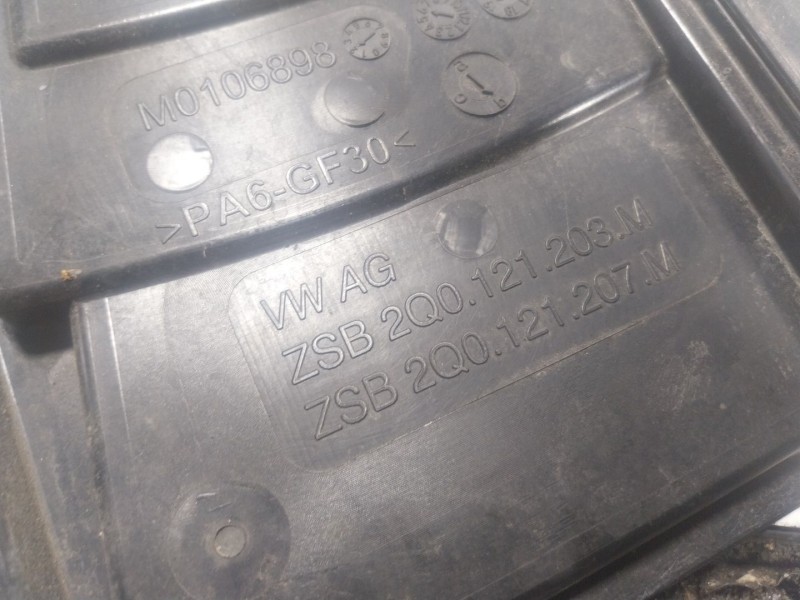 M0106898
>PA6-GF30<
VW AG
ZSB 2Q0.121.203.M
ZSB 2Q0.121.207.M